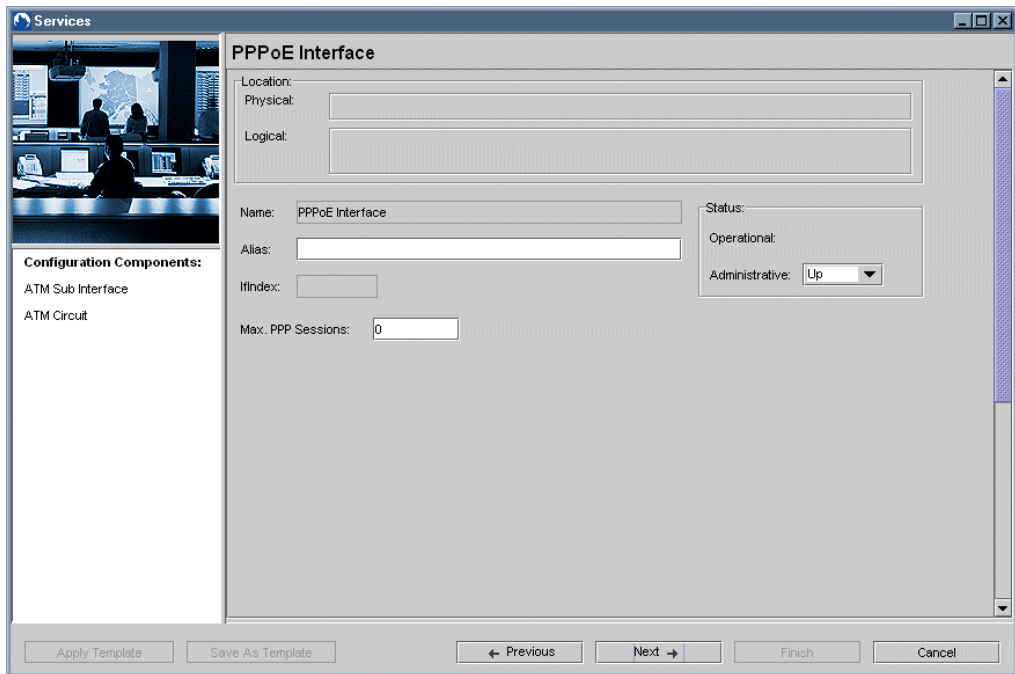 Services
PPPoE Interface
Location:
Physical:
Logical:
Name: PPPoE Interface
Status:
Operational:
Alias:
Administrative: Up
IfIndex:
Max. PPP Sessions: 0
Configuration Components:
ATM Sub Interface
ATM Circuit
Apply Template Save As Template Previous Next Finish Cancel